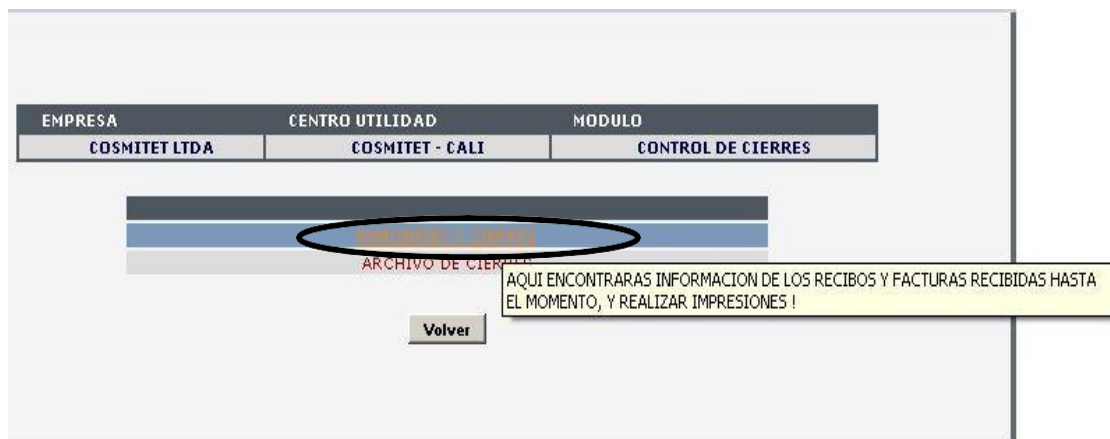 EMPRESA CENTRO UTILIDAD MODULO
COSMITET LTDA COSMITET - CALI CONTROL DE CIERRES
ARCHIVO DE
AQUI ENCONTRARAS INFORMACION DE LOS RECIBOS Y FACTURAS RECIBIDAS HASTA
EL MOMENTO, Y REALIZAR IMPRESIONES !
Volver